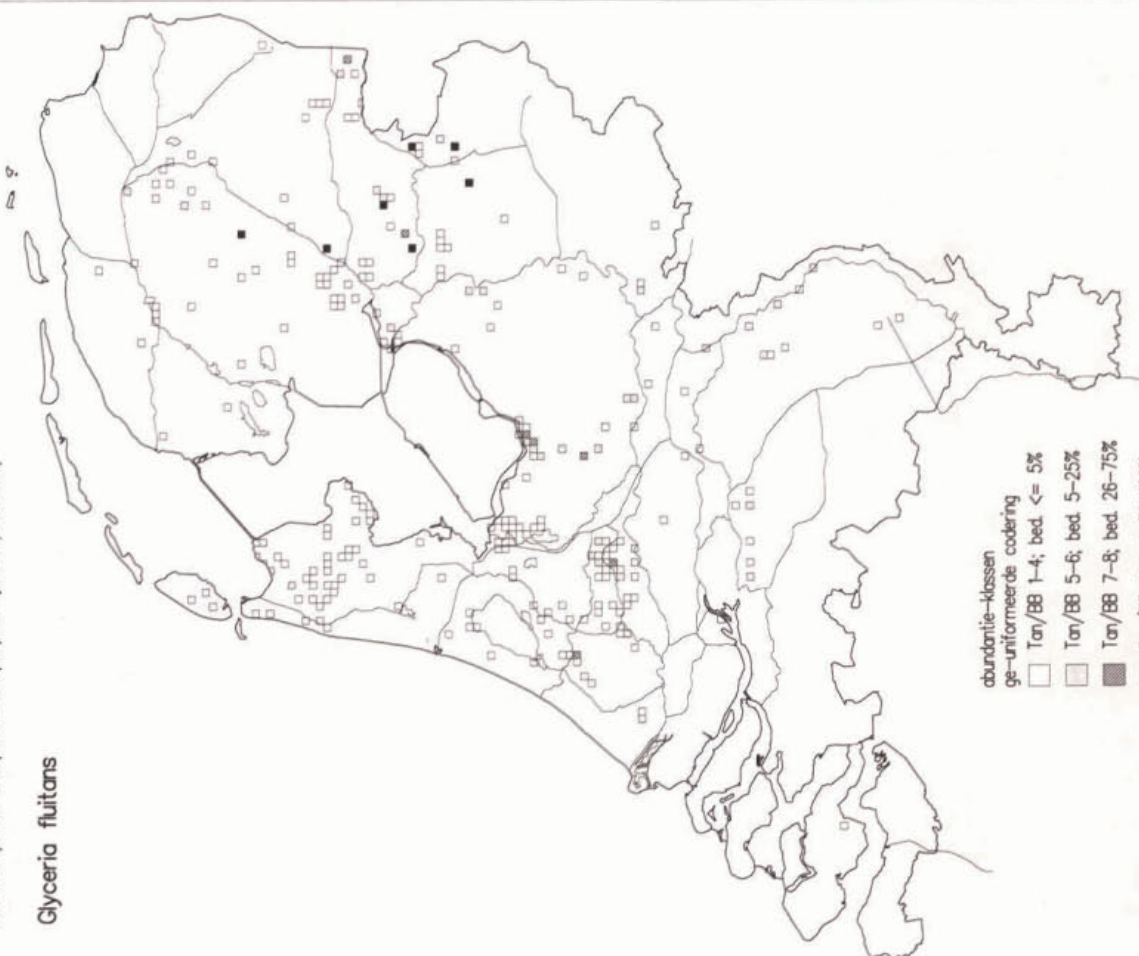 Glyceria fluitans
abundantie-klassen
ge-uniformeerde codering
Tan/BB 1-4; bed. <= 5%
Tan/BB 5-6; bed. 5-25%
Tan/BB 7-8; bed. 26-75%